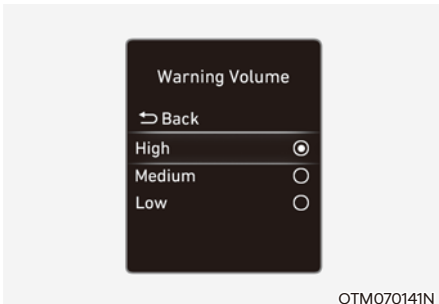 Warning Volume
Back
High
Medium
Low
OTM070141N